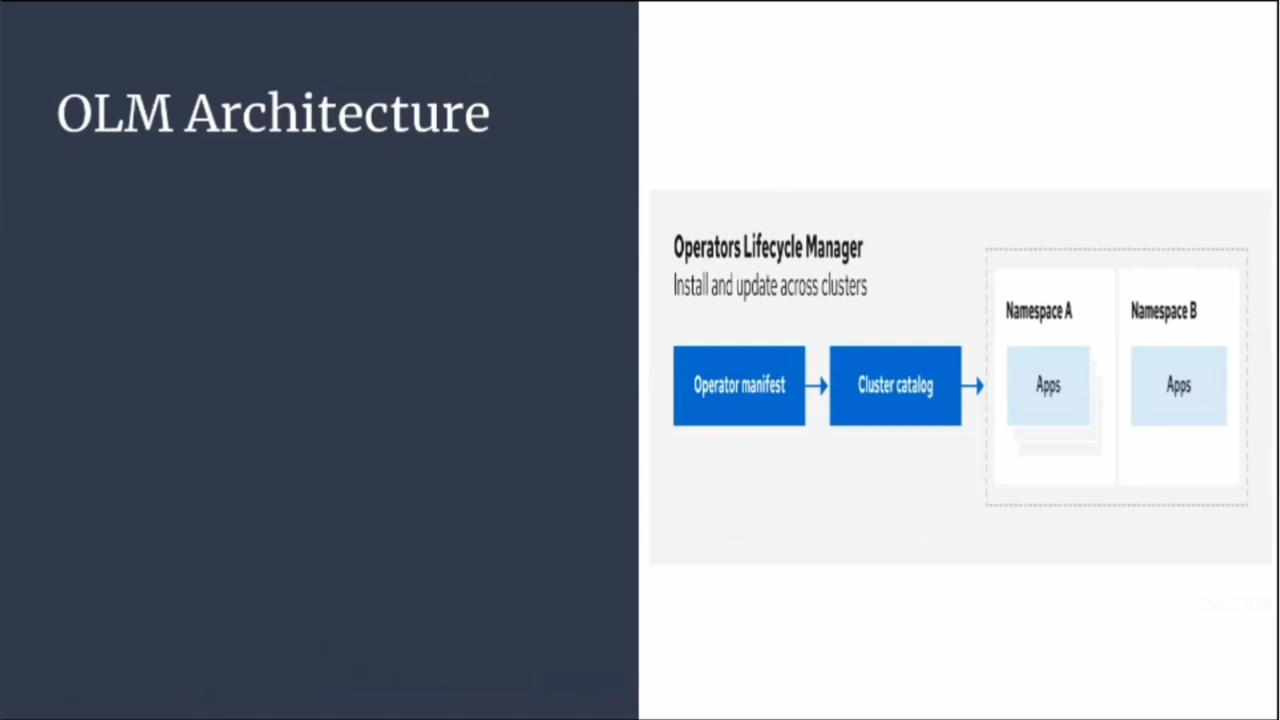 OLM Architecture
Operators Lifecycle Manager
Install and update across clusters
Operator manifest
Cluster catalog
Namespace A
Apps
Namespace B
Apps